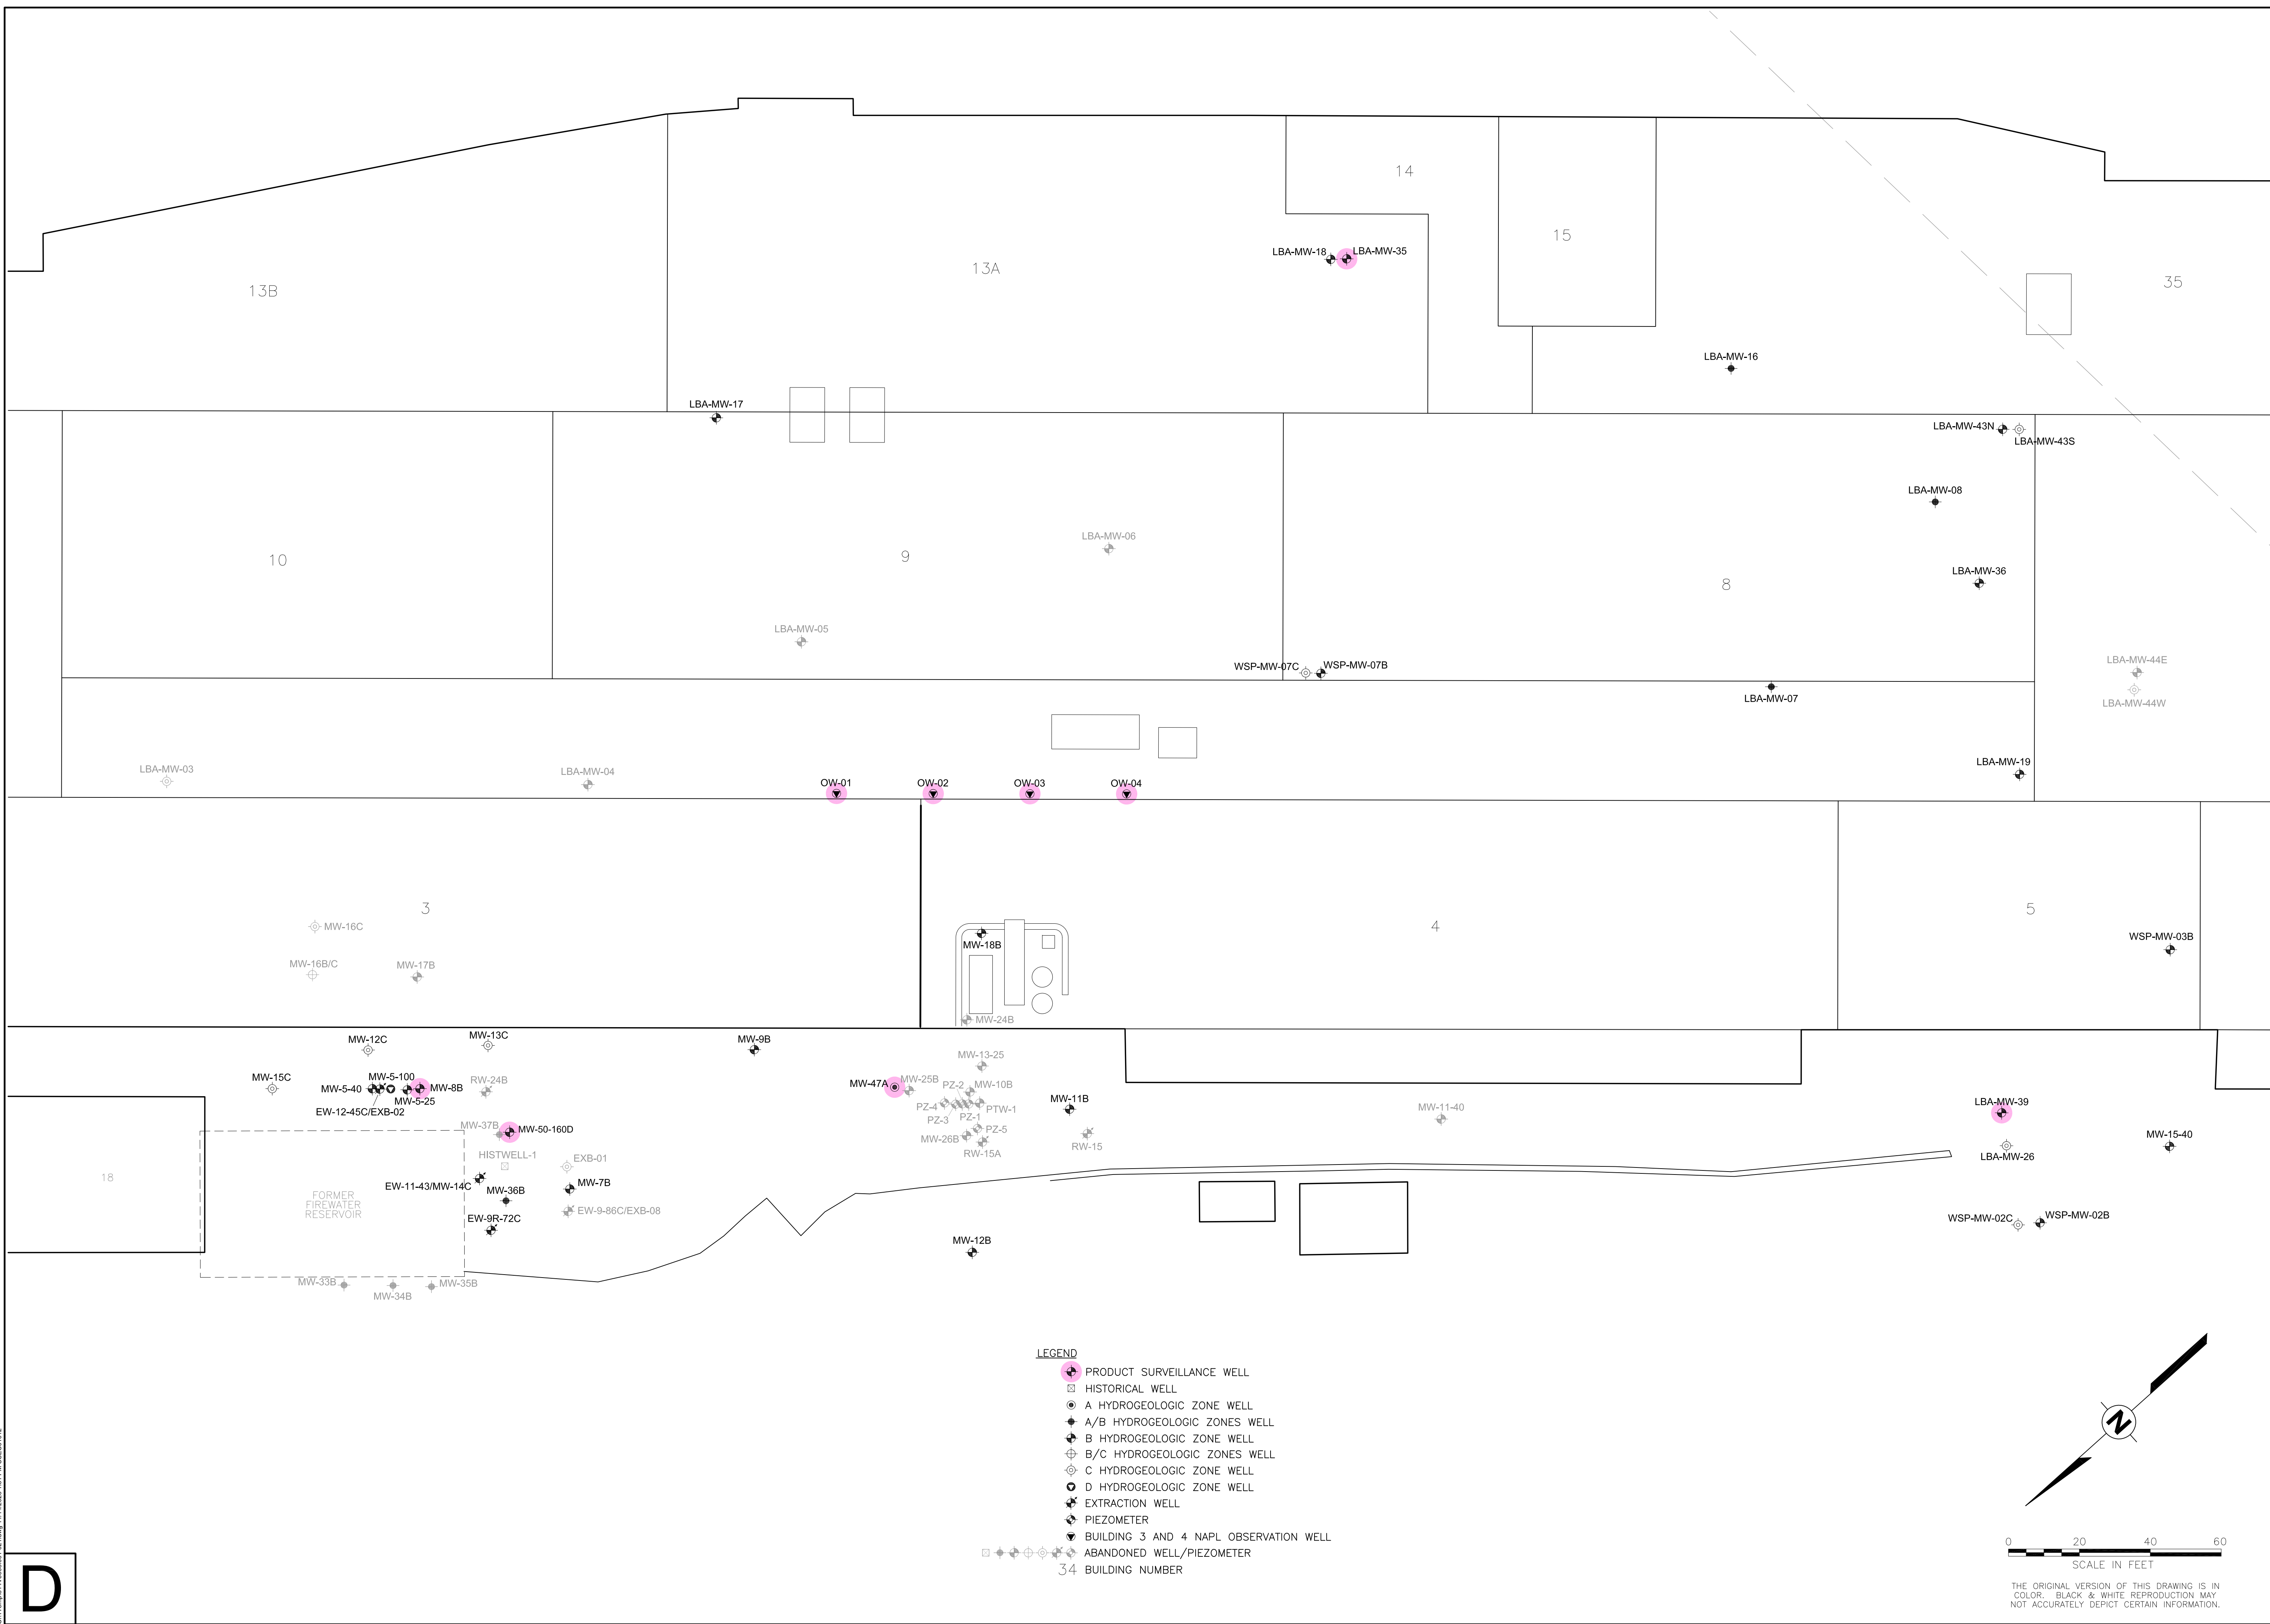 14
15
13A
13B
35
LBA-MW-18
LBA-MW-35
LBA-MW-16
LBA-MW-17
LBA-MW-43N
LBA-MW-43S
LBA-MW-08
LBA-MW-06
10
9
8
LBA-MW-36
LBA-MW-05
WSP-MW-07C
WSP-MW-07B
LBA-MW-44E
LBA-MW-07
LBA-MW-44W
LBA-MW-03
LBA-MW-04
LBA-MW-19
OW-01
OW-02
OW-03
OW-04
3
4
5
MW-16C
MW-18B
WSP-MW-03B
MW-16B/C
MW-17B
MW-24B
MW-12C
MW-13C
MW-9B
MW-13-25
MW-15C
MW-5-40
MW-5-100
MW-8B
MW-5-25
EW-12-45C/EXB-02
RW-24B
MW-47A
MW-25B
PZ-2
MW-10B
PZ-4
PZ-3
PZ-1
PTW-1
MW-11B
PZ-5
MW-26B
RW-15A
RW-15
MW-11-40
LBA-MW-39
MW-15-40
LBA-MW-26
MW-37B
MW-50-160D
HISTWELL-1
EXB-01
18
EW-11-43/MW-14C
MW-36B
MW-7B
FORMER
FIREWATER
RESERVOIR
EW-9R-72C
EW-9-86C/EXB-08
WSP-MW-02C
WSP-MW-02B
MW-12B
MW-33B
MW-34B
MW-35B
LEGEND
PRODUCT SURVEILLANCE WELL
HISTORICAL WELL
A HYDROGEOLOGIC ZONE WELL
A/B HYDROGEOLOGIC ZONES WELL
B HYDROGEOLOGIC ZONE WELL
B/C HYDROGEOLOGIC ZONES WELL
C HYDROGEOLOGIC ZONE WELL
D HYDROGEOLOGIC ZONE WELL
EXTRACTION WELL
PIEZOMETER
BUILDING 3 AND 4 NAPL OBSERVATION WELL
ABANDONED WELL/PIEZOMETER
34 BUILDING NUMBER
N
0 20 40 60
SCALE IN FEET
THE ORIGINAL VERSION OF THIS DRAWING IS IN
COLOR. BLACK & WHITE REPRODUCTION MAY
NOT ACCURATELY DEPICT CERTAIN INFORMATION.
D